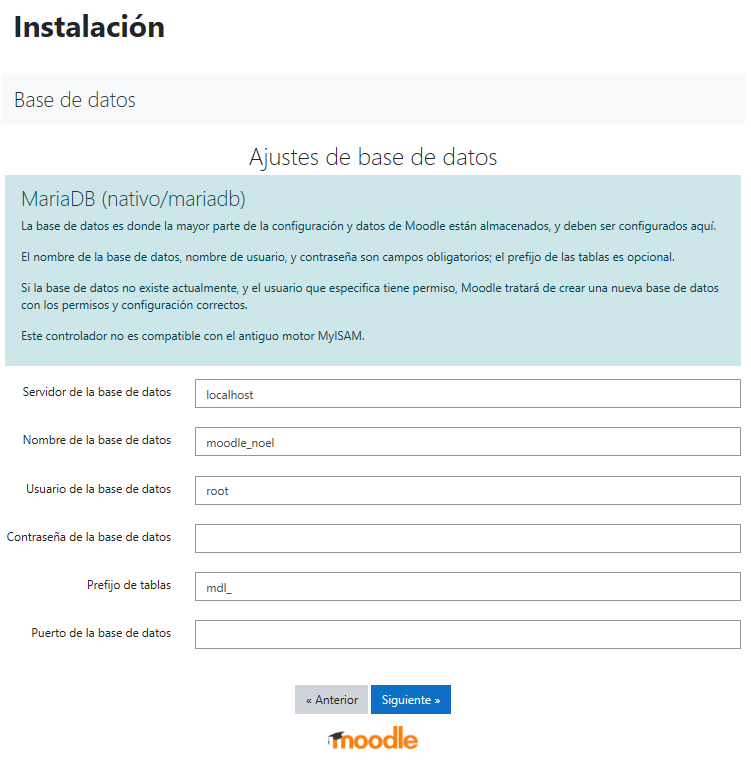 Instalación
Base de datos
Ajustes de base de datos
MariaDB (nativo/mariadb)
La base de datos es donde la mayor parte de la configuración y datos de Moodle están almacenados, y deben ser configurados aquí.
El nombre de la base de datos, nombre de usuario, y contraseña son campos obligatorios; el prefijo de las tablas es opcional.
Si la base de datos no existe actualmente, y el usuario que especifica tiene permiso, Moodle tratará de crear una nueva base de datos
con los permisos y configuración correctos.
Este controlador no es compatible con el antiguo motor MyISAM.
Servidor de la base de datos localhost
Nombre de la base de datos moodle_noel
Usuario de la base de datos root
Contraseña de la base de datos
Prefijo de tablas mdl_
Puerto de la base de datos
« Anterior Siguiente »
moodle